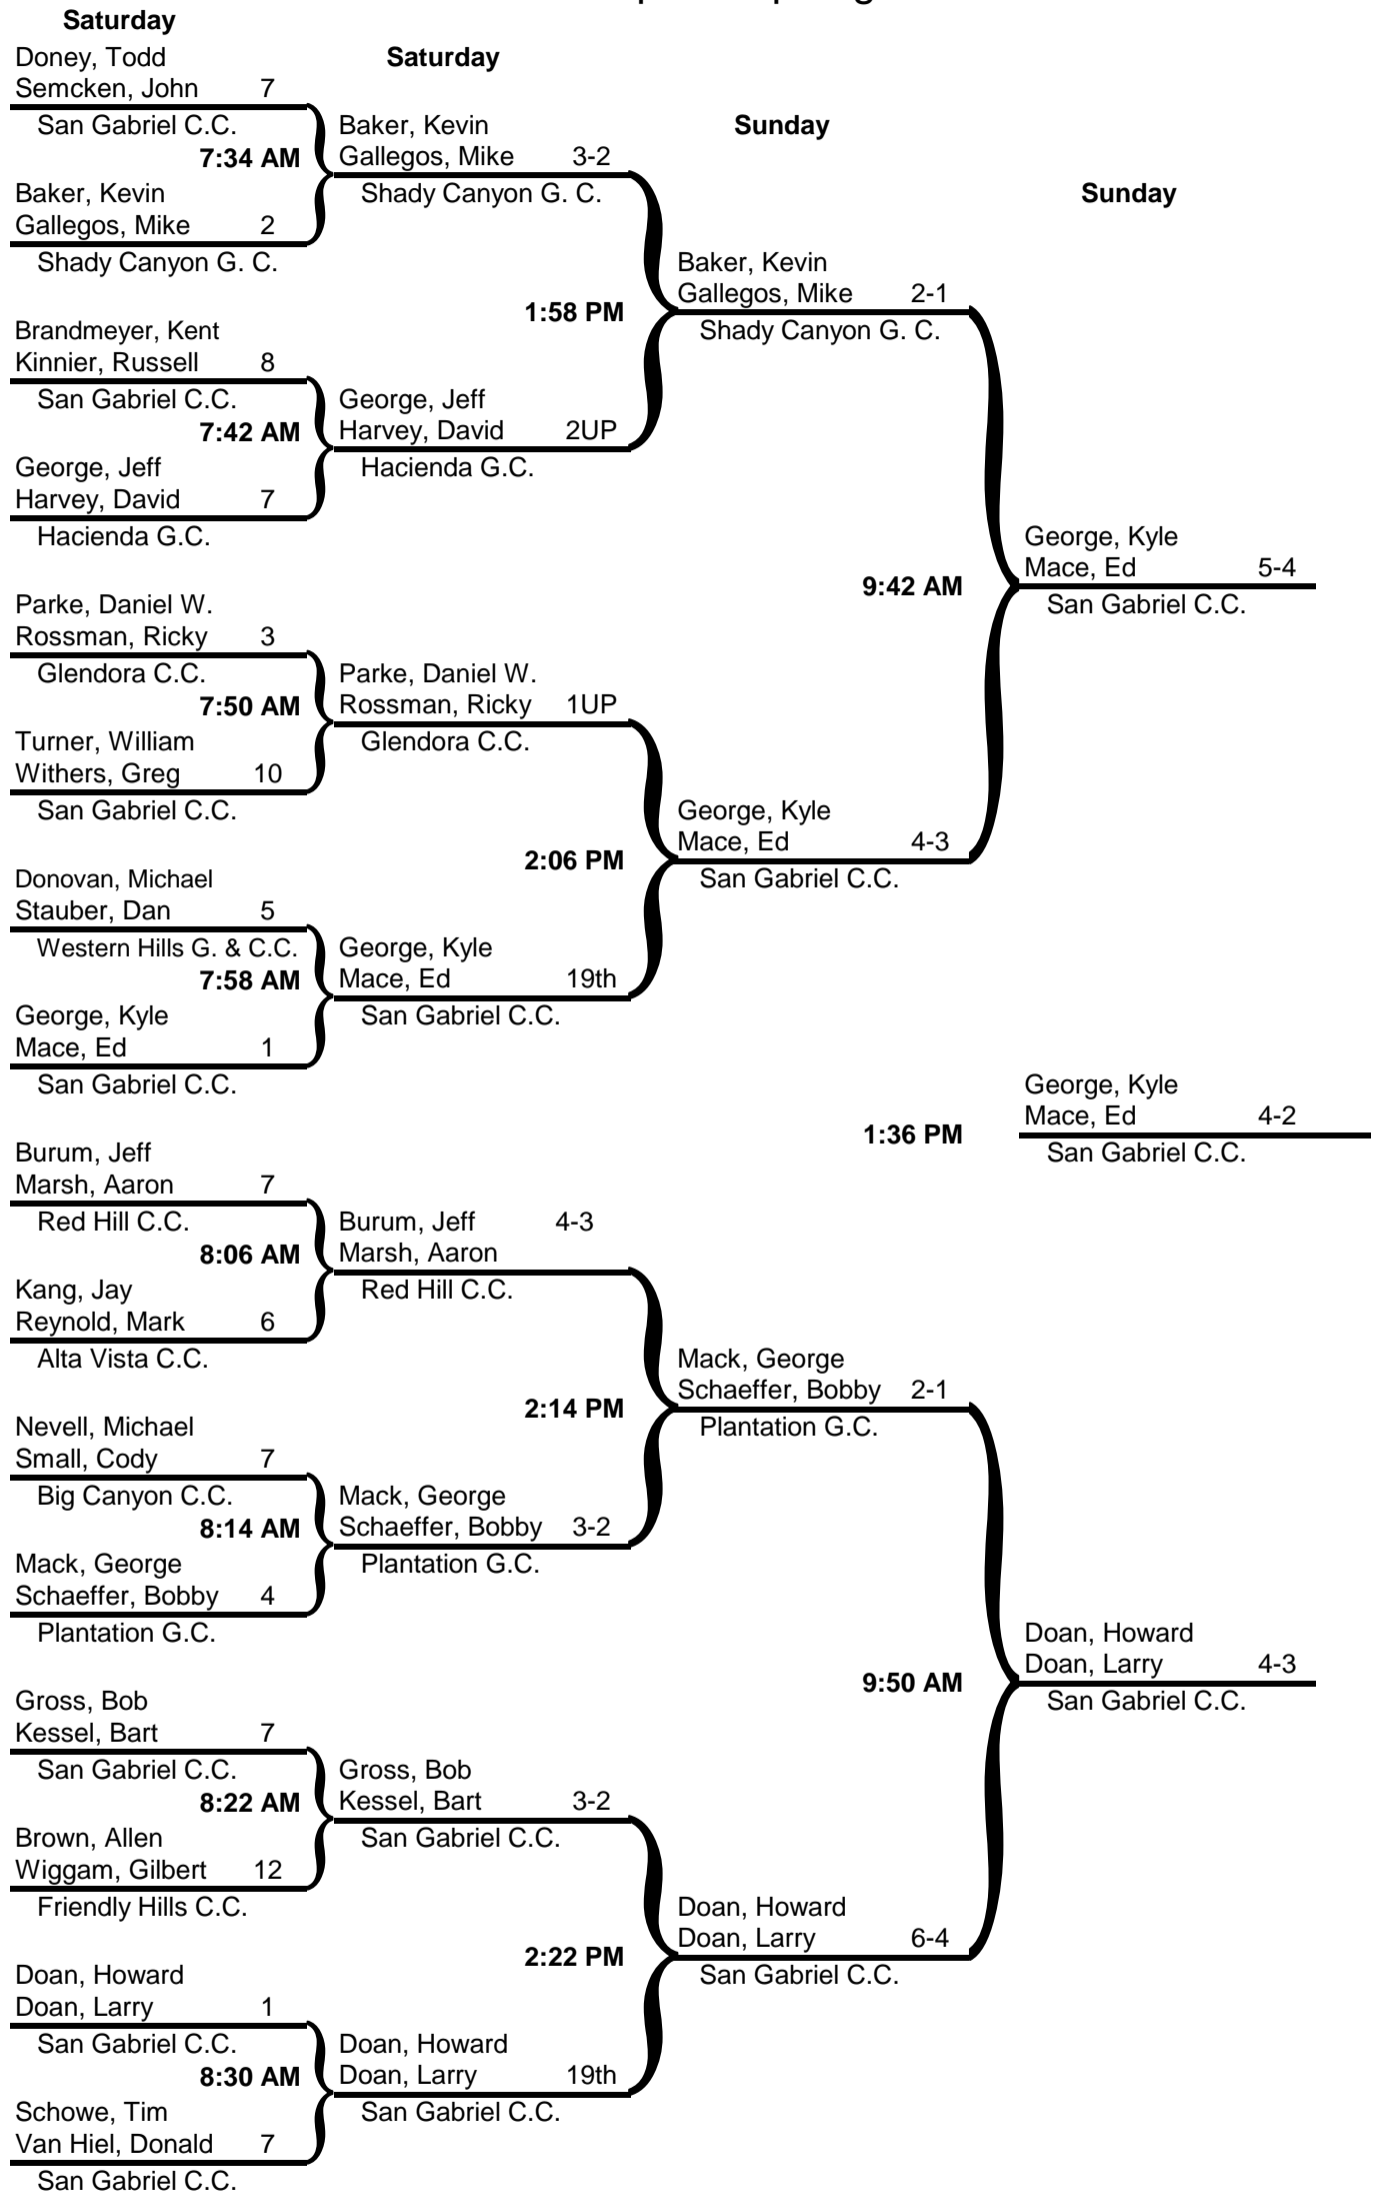 Saturday
Doney, Todd
Semcken, John 7
San Gabriel C.C.
7:34 AM
Baker, Kevin
Gallegos, Mike 2
Shady Canyon G. C.
Brandmeyer, Kent
Kinnier, Russell 8
San Gabriel C.C.
7:42 AM
George, Jeff
Harvey, David 7
Hacienda G.C.
Parke, Daniel W.
Rossman, Ricky 3
Glendora C.C.
7:50 AM
Turner, William
Withers, Greg 10
San Gabriel C.C.
Donovan, Michael
Stauber, Dan 5
Western Hills G. & C.C.
7:58 AM
George, Kyle
Mace, Ed 1
San Gabriel C.C.
Burum, Jeff
Marsh, Aaron 7
Red Hill C.C.
8:06 AM
Kang, Jay
Reynold, Mark 6
Alta Vista C.C.
Nevell, Michael
Small, Cody 7
Big Canyon C.C.
8:14 AM
Mack, George
Schaeffer, Bobby 4
Plantation G.C.
Gross, Bob
Kessel, Bart 7
San Gabriel C.C.
8:22 AM
Brown, Allen
Wiggam, Gilbert 12
Friendly Hills C.C.
Doan, Howard
Doan, Larry 1
San Gabriel C.C.
8:30 AM
Schowe, Tim
Van Hiel, Donald 7
San Gabriel C.C.
Saturday
Baker, Kevin
Gallegos, Mike 3-2
Shady Canyon G. C.
1:58 PM
George, Jeff
Harvey, David 2UP
Hacienda G.C.
Parke, Daniel W.
Rossman, Ricky 1UP
Glendora C.C.
2:06 PM
George, Kyle
Mace, Ed 19th
San Gabriel C.C.
Burum, Jeff 4-3
Marsh, Aaron
Red Hill C.C.
2:14 PM
Mack, George
Schaeffer, Bobby 3-2
Plantation G.C.
Gross, Bob
Kessel, Bart 3-2
San Gabriel C.C.
2:22 PM
Doan, Howard
Doan, Larry 19th
San Gabriel C.C.
Sunday
Baker, Kevin
Gallegos, Mike 2-1
Shady Canyon G. C.
9:42 AM
George, Kyle
Mace, Ed 4-3
San Gabriel C.C.
Mack, George
Schaeffer, Bobby 2-1
Plantation G.C.
9:50 AM
Doan, Howard
Doan, Larry 6-4
San Gabriel C.C.
Sunday
George, Kyle
Mace, Ed 5-4
San Gabriel C.C.
1:36 PM
George, Kyle
Mace, Ed 4-2
San Gabriel C.C.
Doan, Howard
Doan, Larry 4-3
San Gabriel C.C.